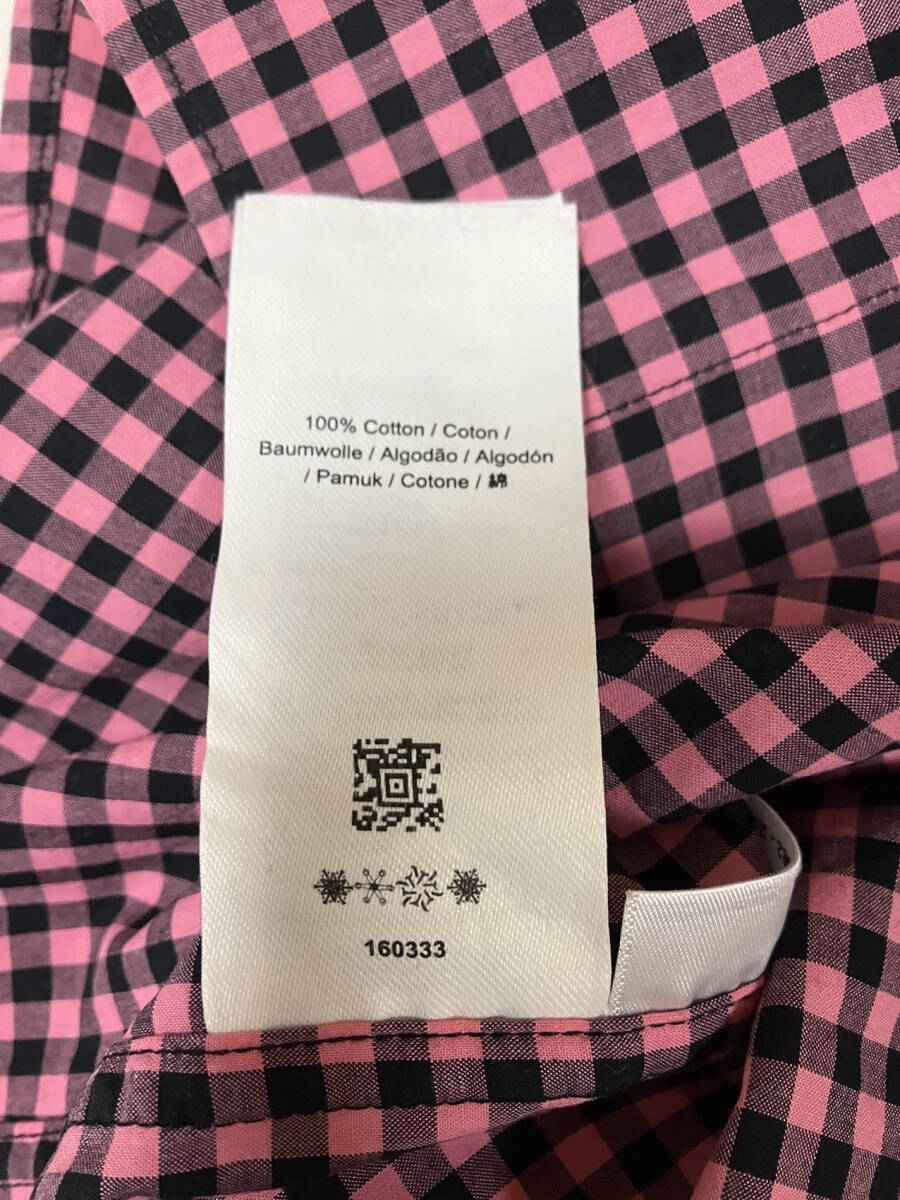 100% Cotton / Coton /
Baumwolle / Algodão / Algodón
/ Pamuk / Cotone / 綿
160333